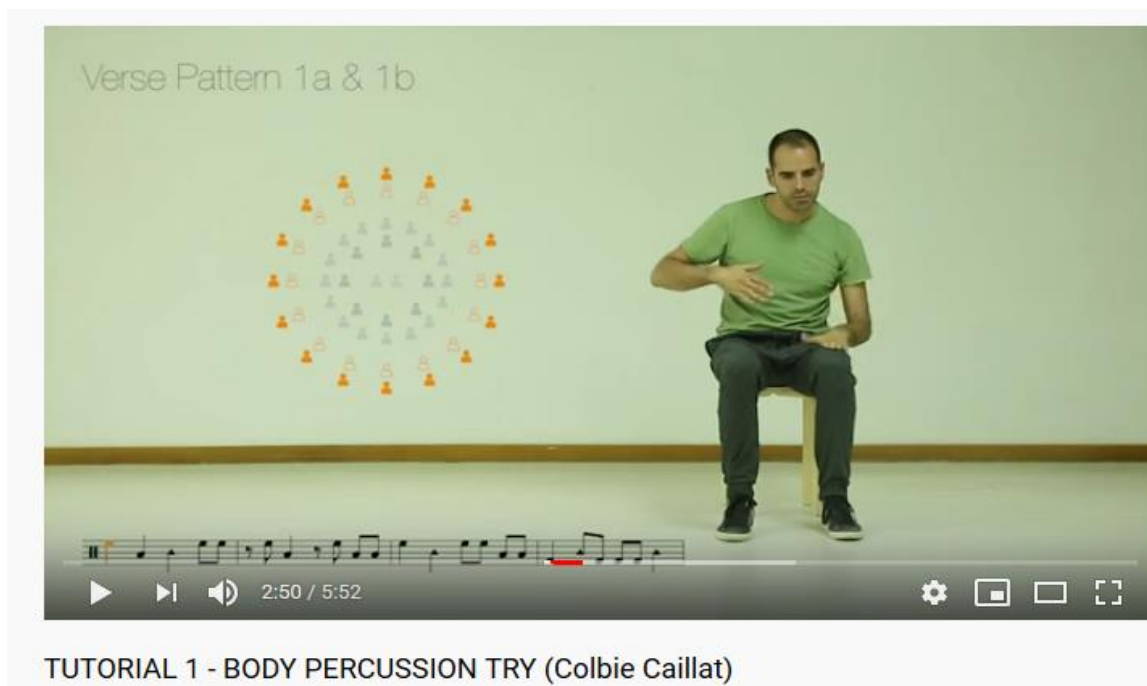 Verse Pattern 1a & 1b
2:50 / 5:52
TUTORIAL 1 - BODY PERCUSSION TRY (Colbie Caillat)